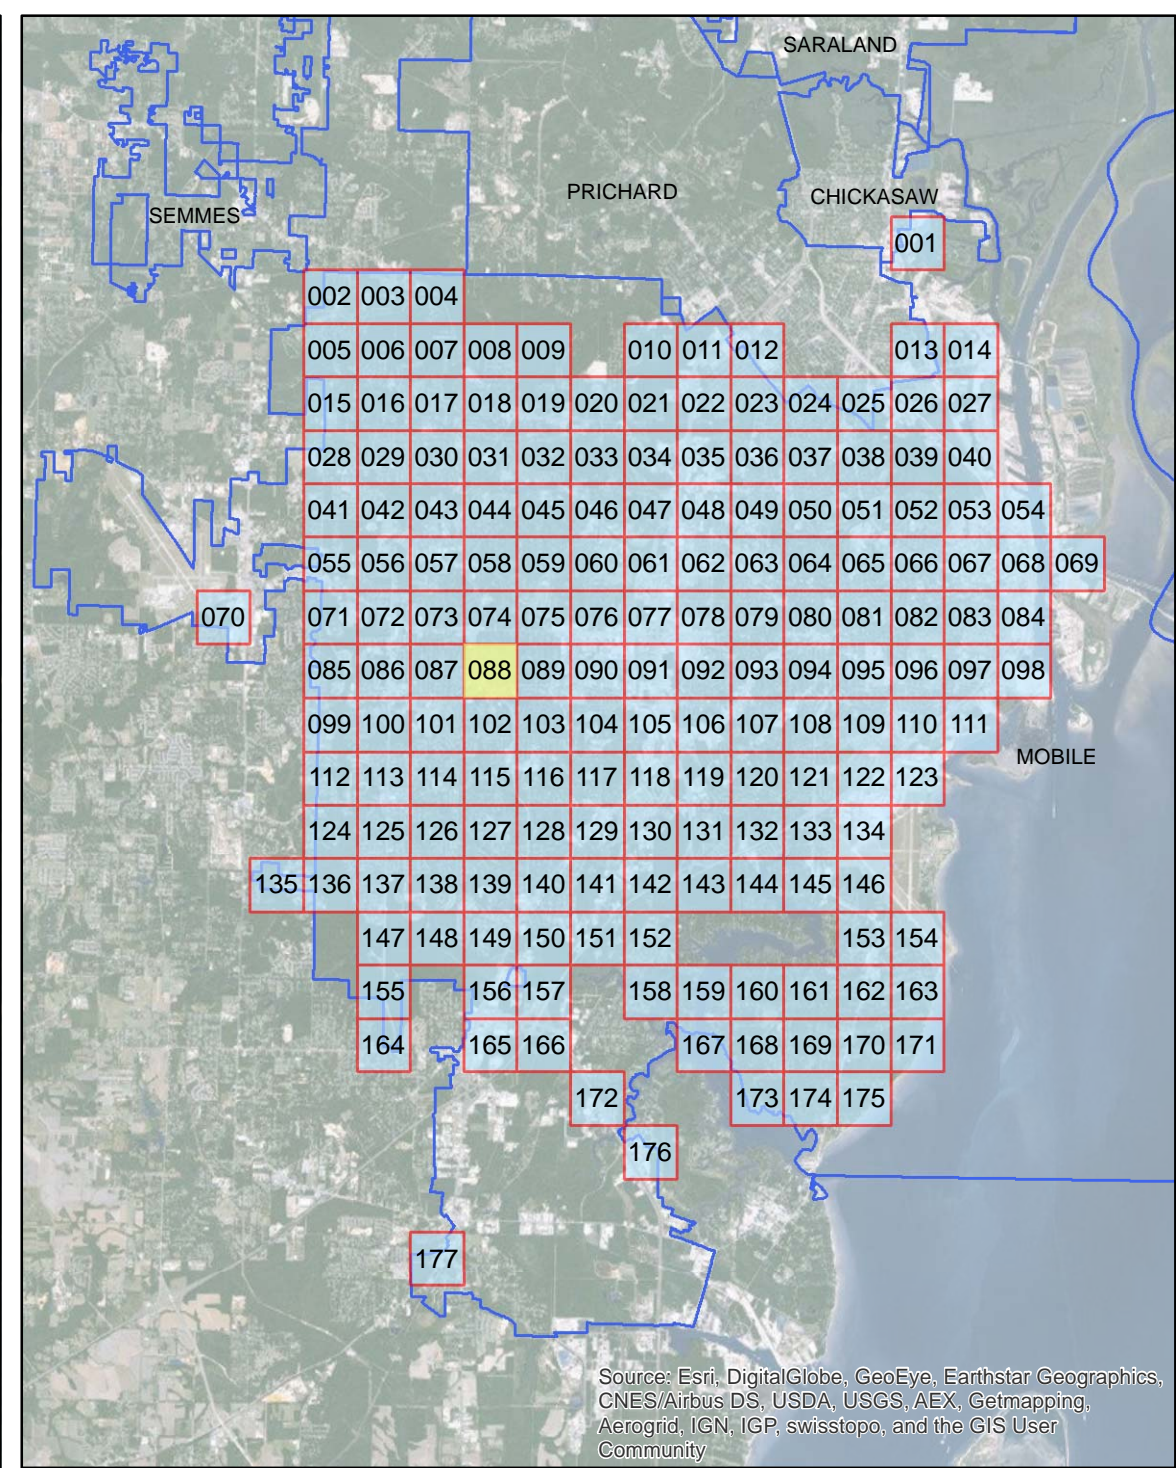 SARALAND
PRICHARD
CHICKASAW
SEMMES
001
002 003 004
005 006 007 008 009 010 011 012 013 014
015 016 017 018 019 020 021 022 023 024 025 026 027
028 029 030 031 032 033 034 035 036 037 038 039 040
041 042 043 044 045 046 047 048 049 050 051 052 053 054
055 056 057 058 059 060 061 062 063 064 065 066 067 068 069
070 071 072 073 074 075 076 077 078 079 080 081 082 083 084
085 086 087 088 089 090 091 092 093 094 095 096 097 098
099 100 101 102 103 104 105 106 107 108 109 110 111
MOBILE
112 113 114 115 116 117 118 119 120 121 122 123
124 125 126 127 128 129 130 131 132 133 134
135 136 137 138 139 140 141 142 143 144 145 146
147 148 149 150 151 152 153 154
155 156 157 158 159 160 161 162 163
164 165 166 167 168 169 170 171
172 173 174 175
176
177
Source: Esri, DigitalGlobe, GeoEye, Earthstar Geographics,
CNES/Airbus DS, USDA, USGS, AEX, Getmapping,
Aerogrid, IGN, IGP, swisstopo, and the GIS User
Community